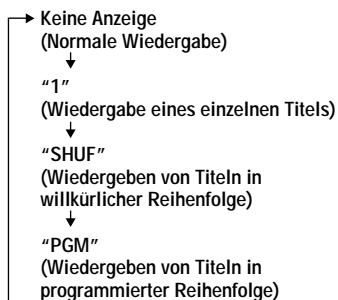 Keine Anzeige
(Normale Wiedergabe)
“1”
(Wiedergabe eines einzelnen Titels)
“SHUF”
(Wiedergeben von Titeln in
willkürlicher Reihenfolge)
“PGM”
(Wiedergeben von Titeln in
programmierter Reihenfolge)